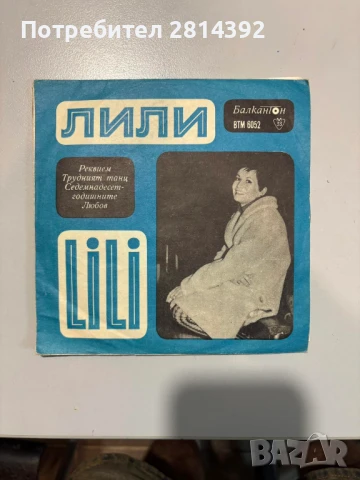 Потребител 2814392
ЛИЛИ
Балкантон
ВТМ 6052
Реквием
Трудният танц
Седемнадесет-
годишните
Любов
LiLi
BAZAR